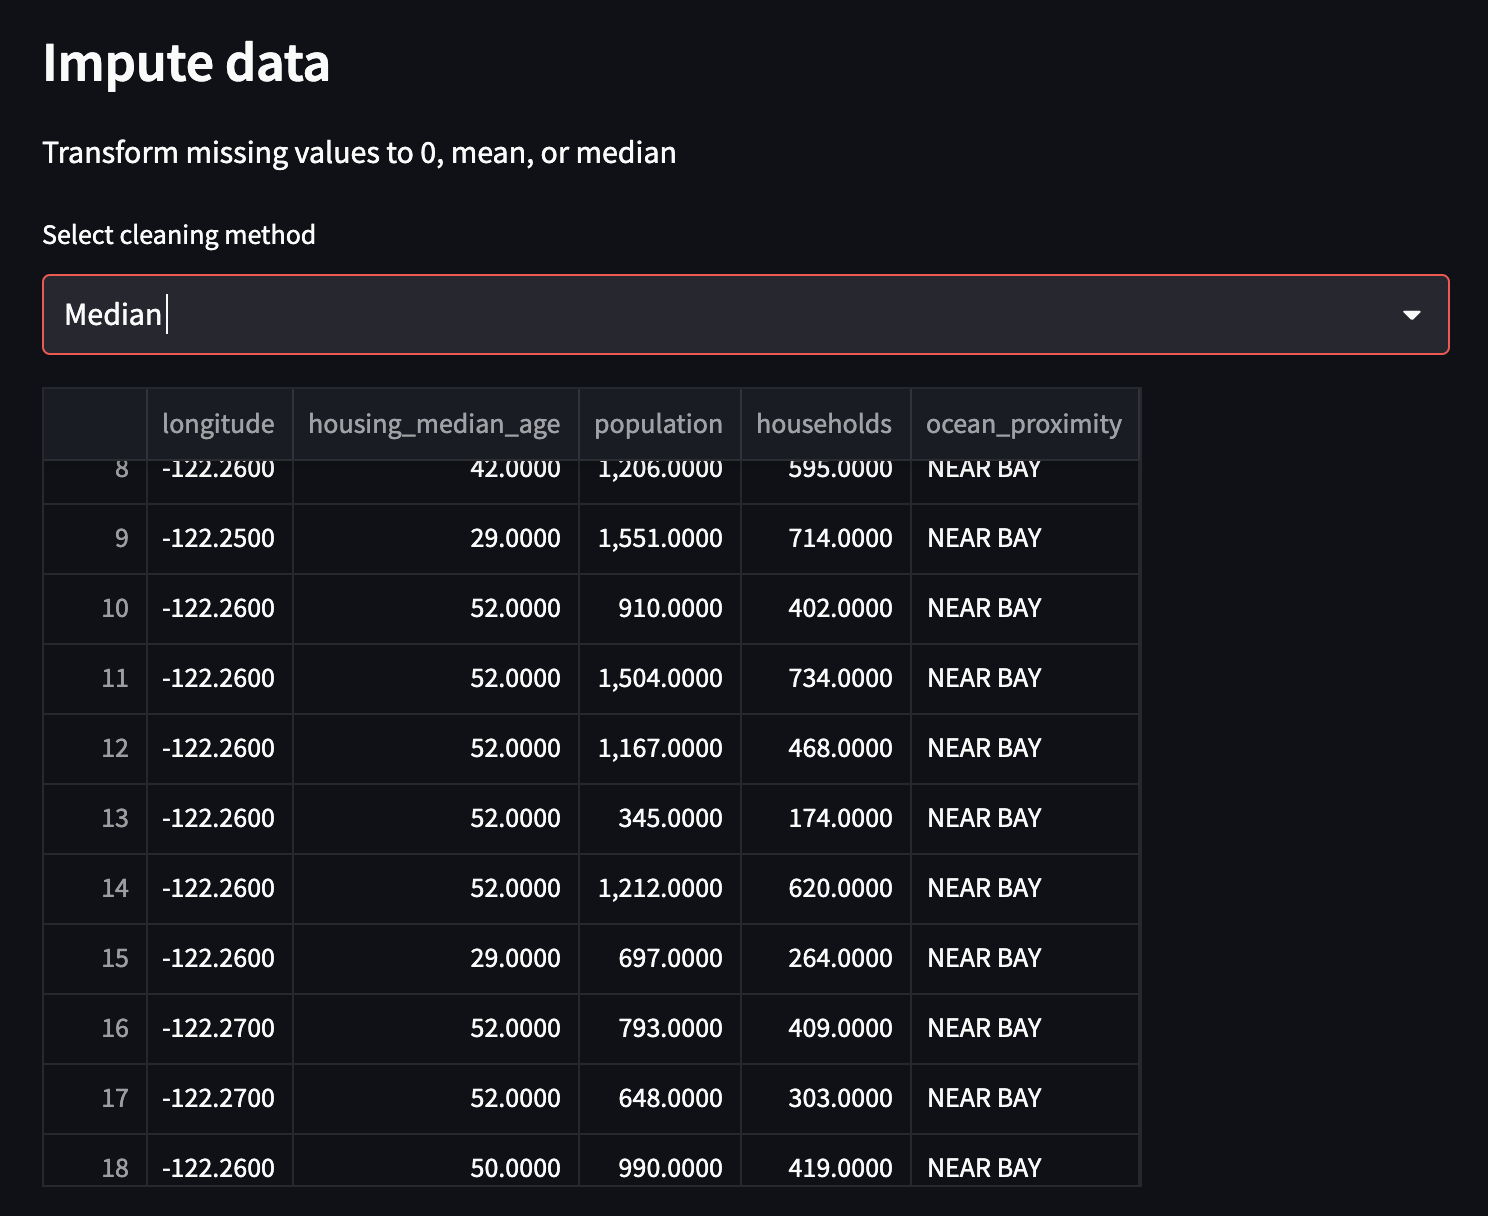 Impute data
Transform missing values to 0, mean, or median
Select cleaning method
Median
longitude housing_median_age population households ocean_proximity
8 -122.2600 42.0000 1,206.0000 595.0000 NEAR BAY
9 -122.2500 29.0000 1,551.0000 714.0000 NEAR BAY
10 -122.2600 52.0000 910.0000 402.0000 NEAR BAY
11 -122.2600 52.0000 1,504.0000 734.0000 NEAR BAY
12 -122.2600 52.0000 1,167.0000 468.0000 NEAR BAY
13 -122.2600 52.0000 345.0000 174.0000 NEAR BAY
14 -122.2600 52.0000 1,212.0000 620.0000 NEAR BAY
15 -122.2600 29.0000 697.0000 264.0000 NEAR BAY
16 -122.2700 52.0000 793.0000 409.0000 NEAR BAY
17 -122.2700 52.0000 648.0000 303.0000 NEAR BAY
18 -122.2600 50.0000 990.0000 419.0000 NEAR BAY